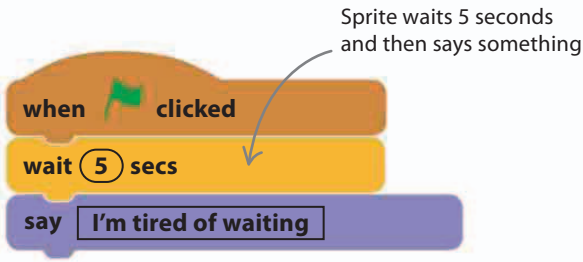 Sprite waits 5 seconds
and then says something
when clicked
wait 5 secs
say I'm tired of waiting